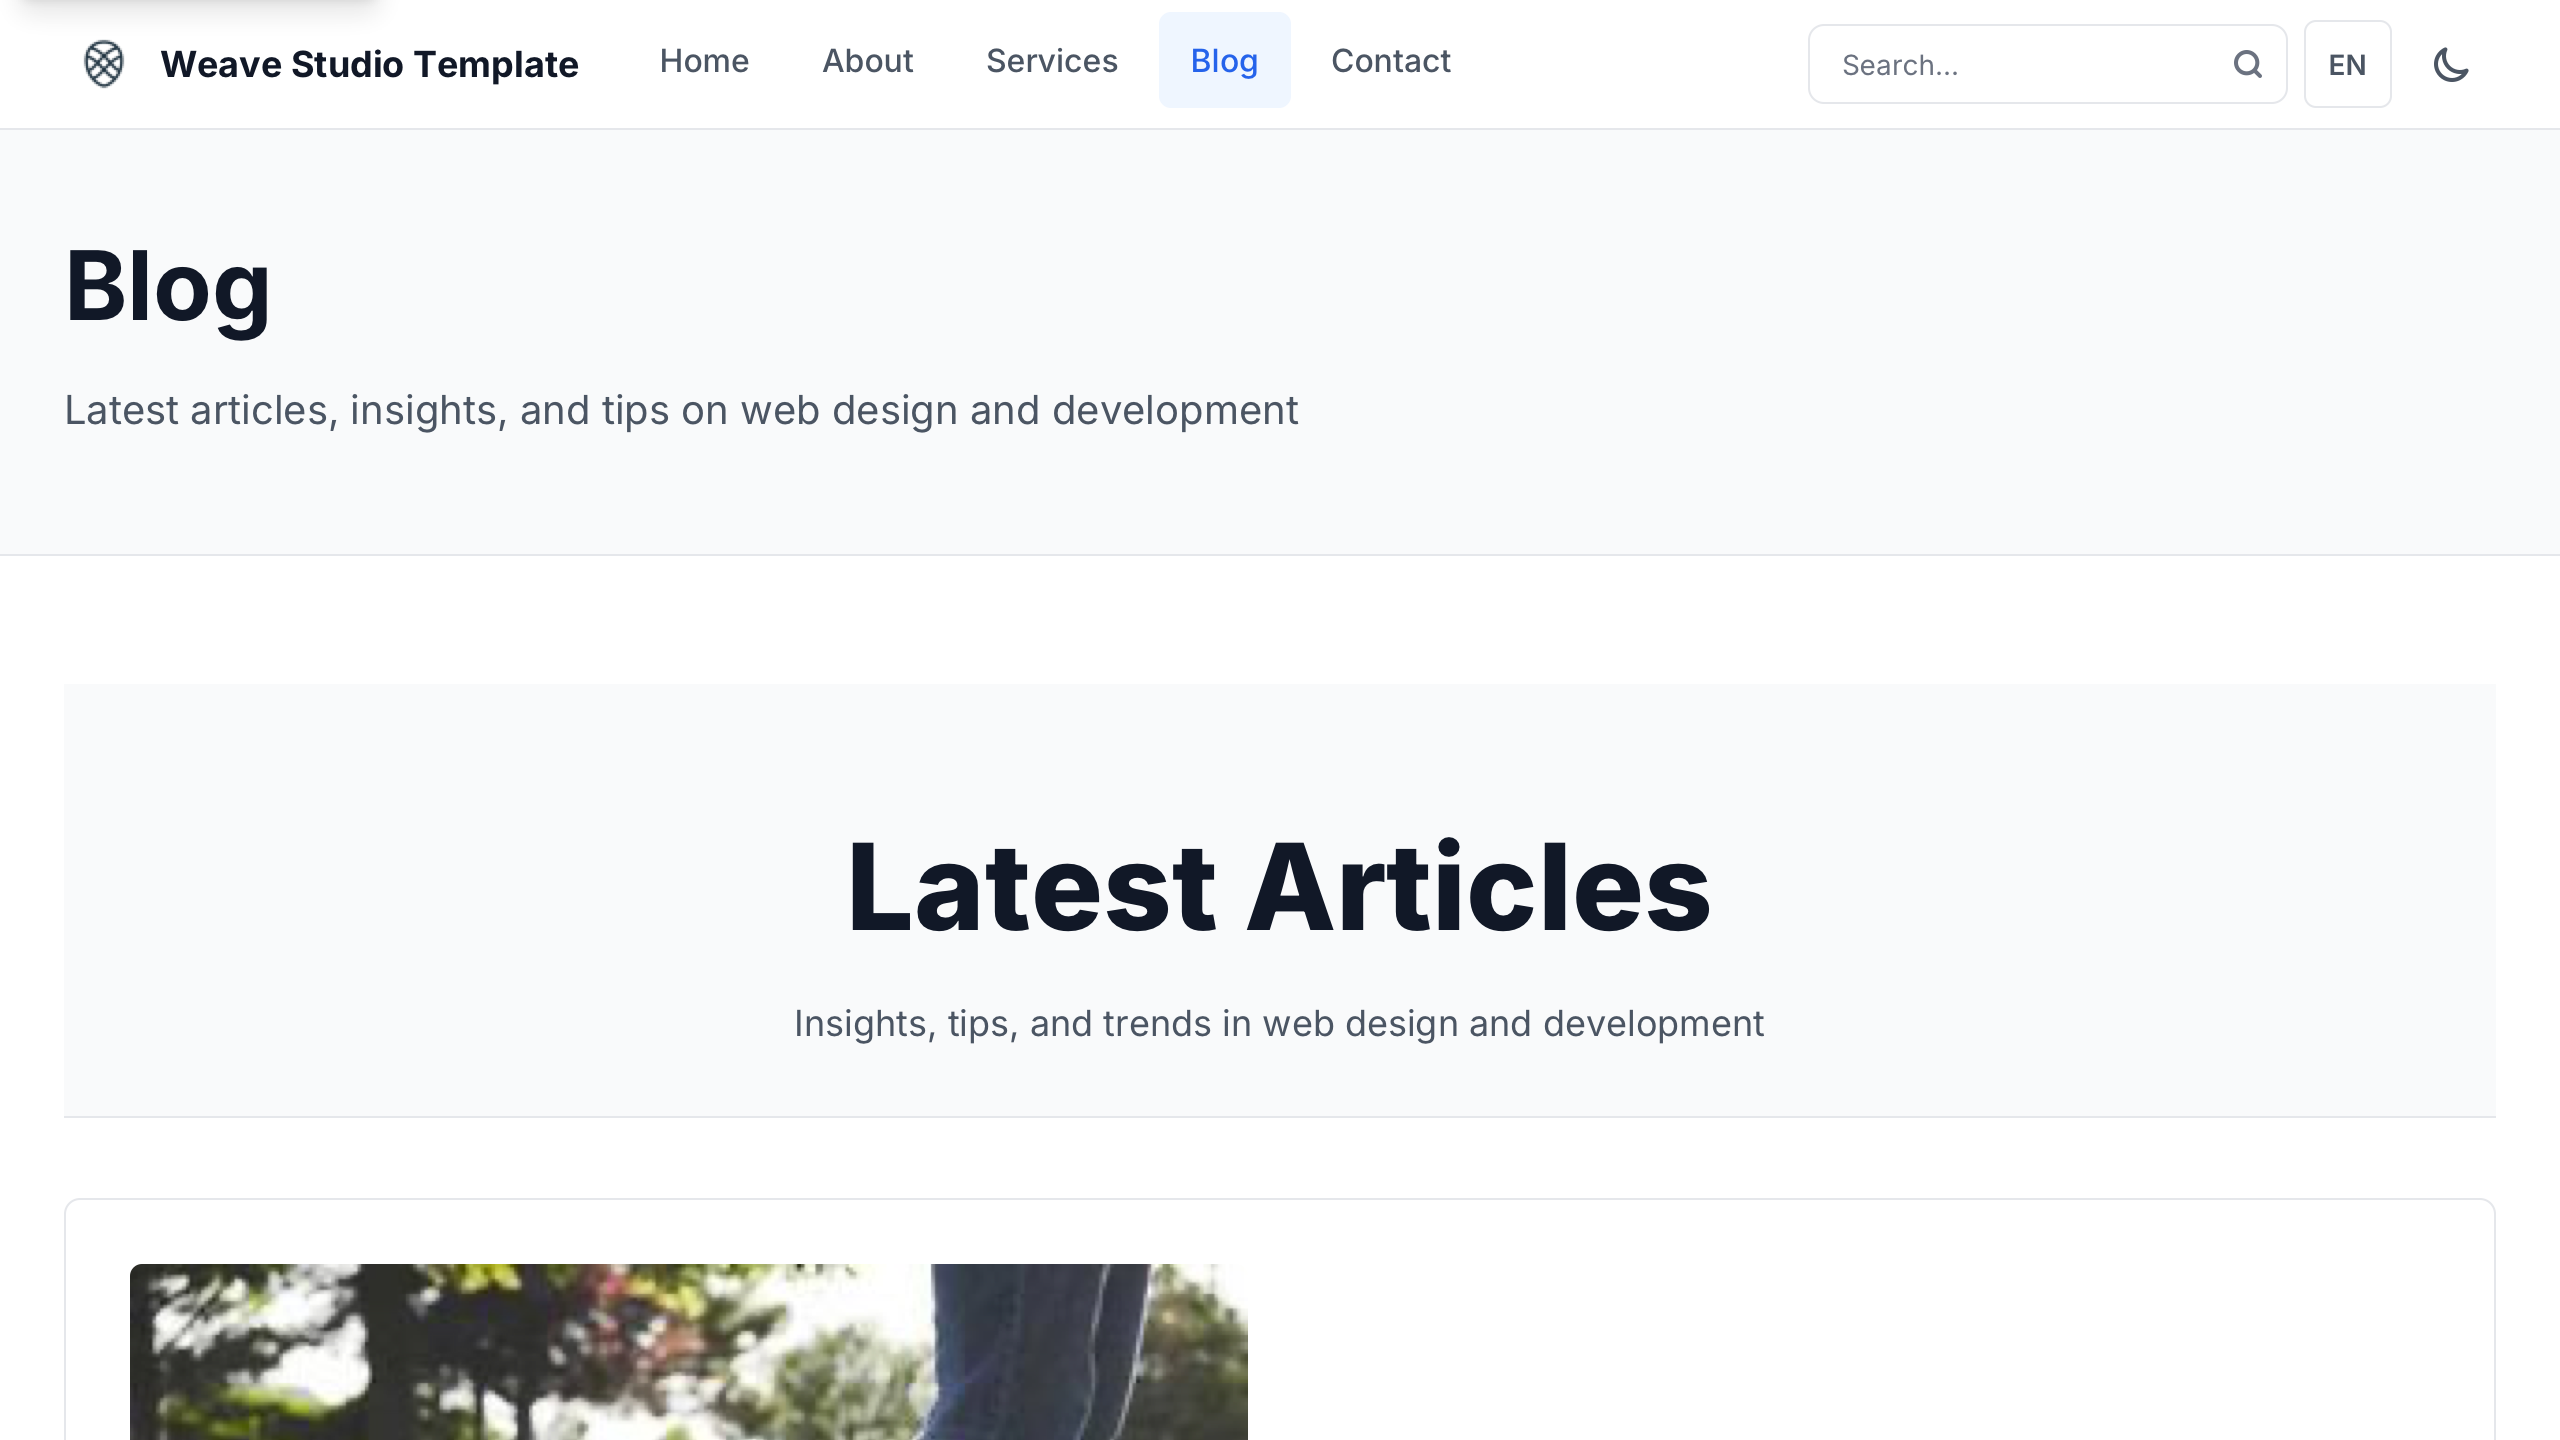 Weave Studio Template
Home
About
Services
Blog
Contact
Search...
EN
Blog
Latest articles, insights, and tips on web design and development
Latest Articles
Insights, tips, and trends in web design and development